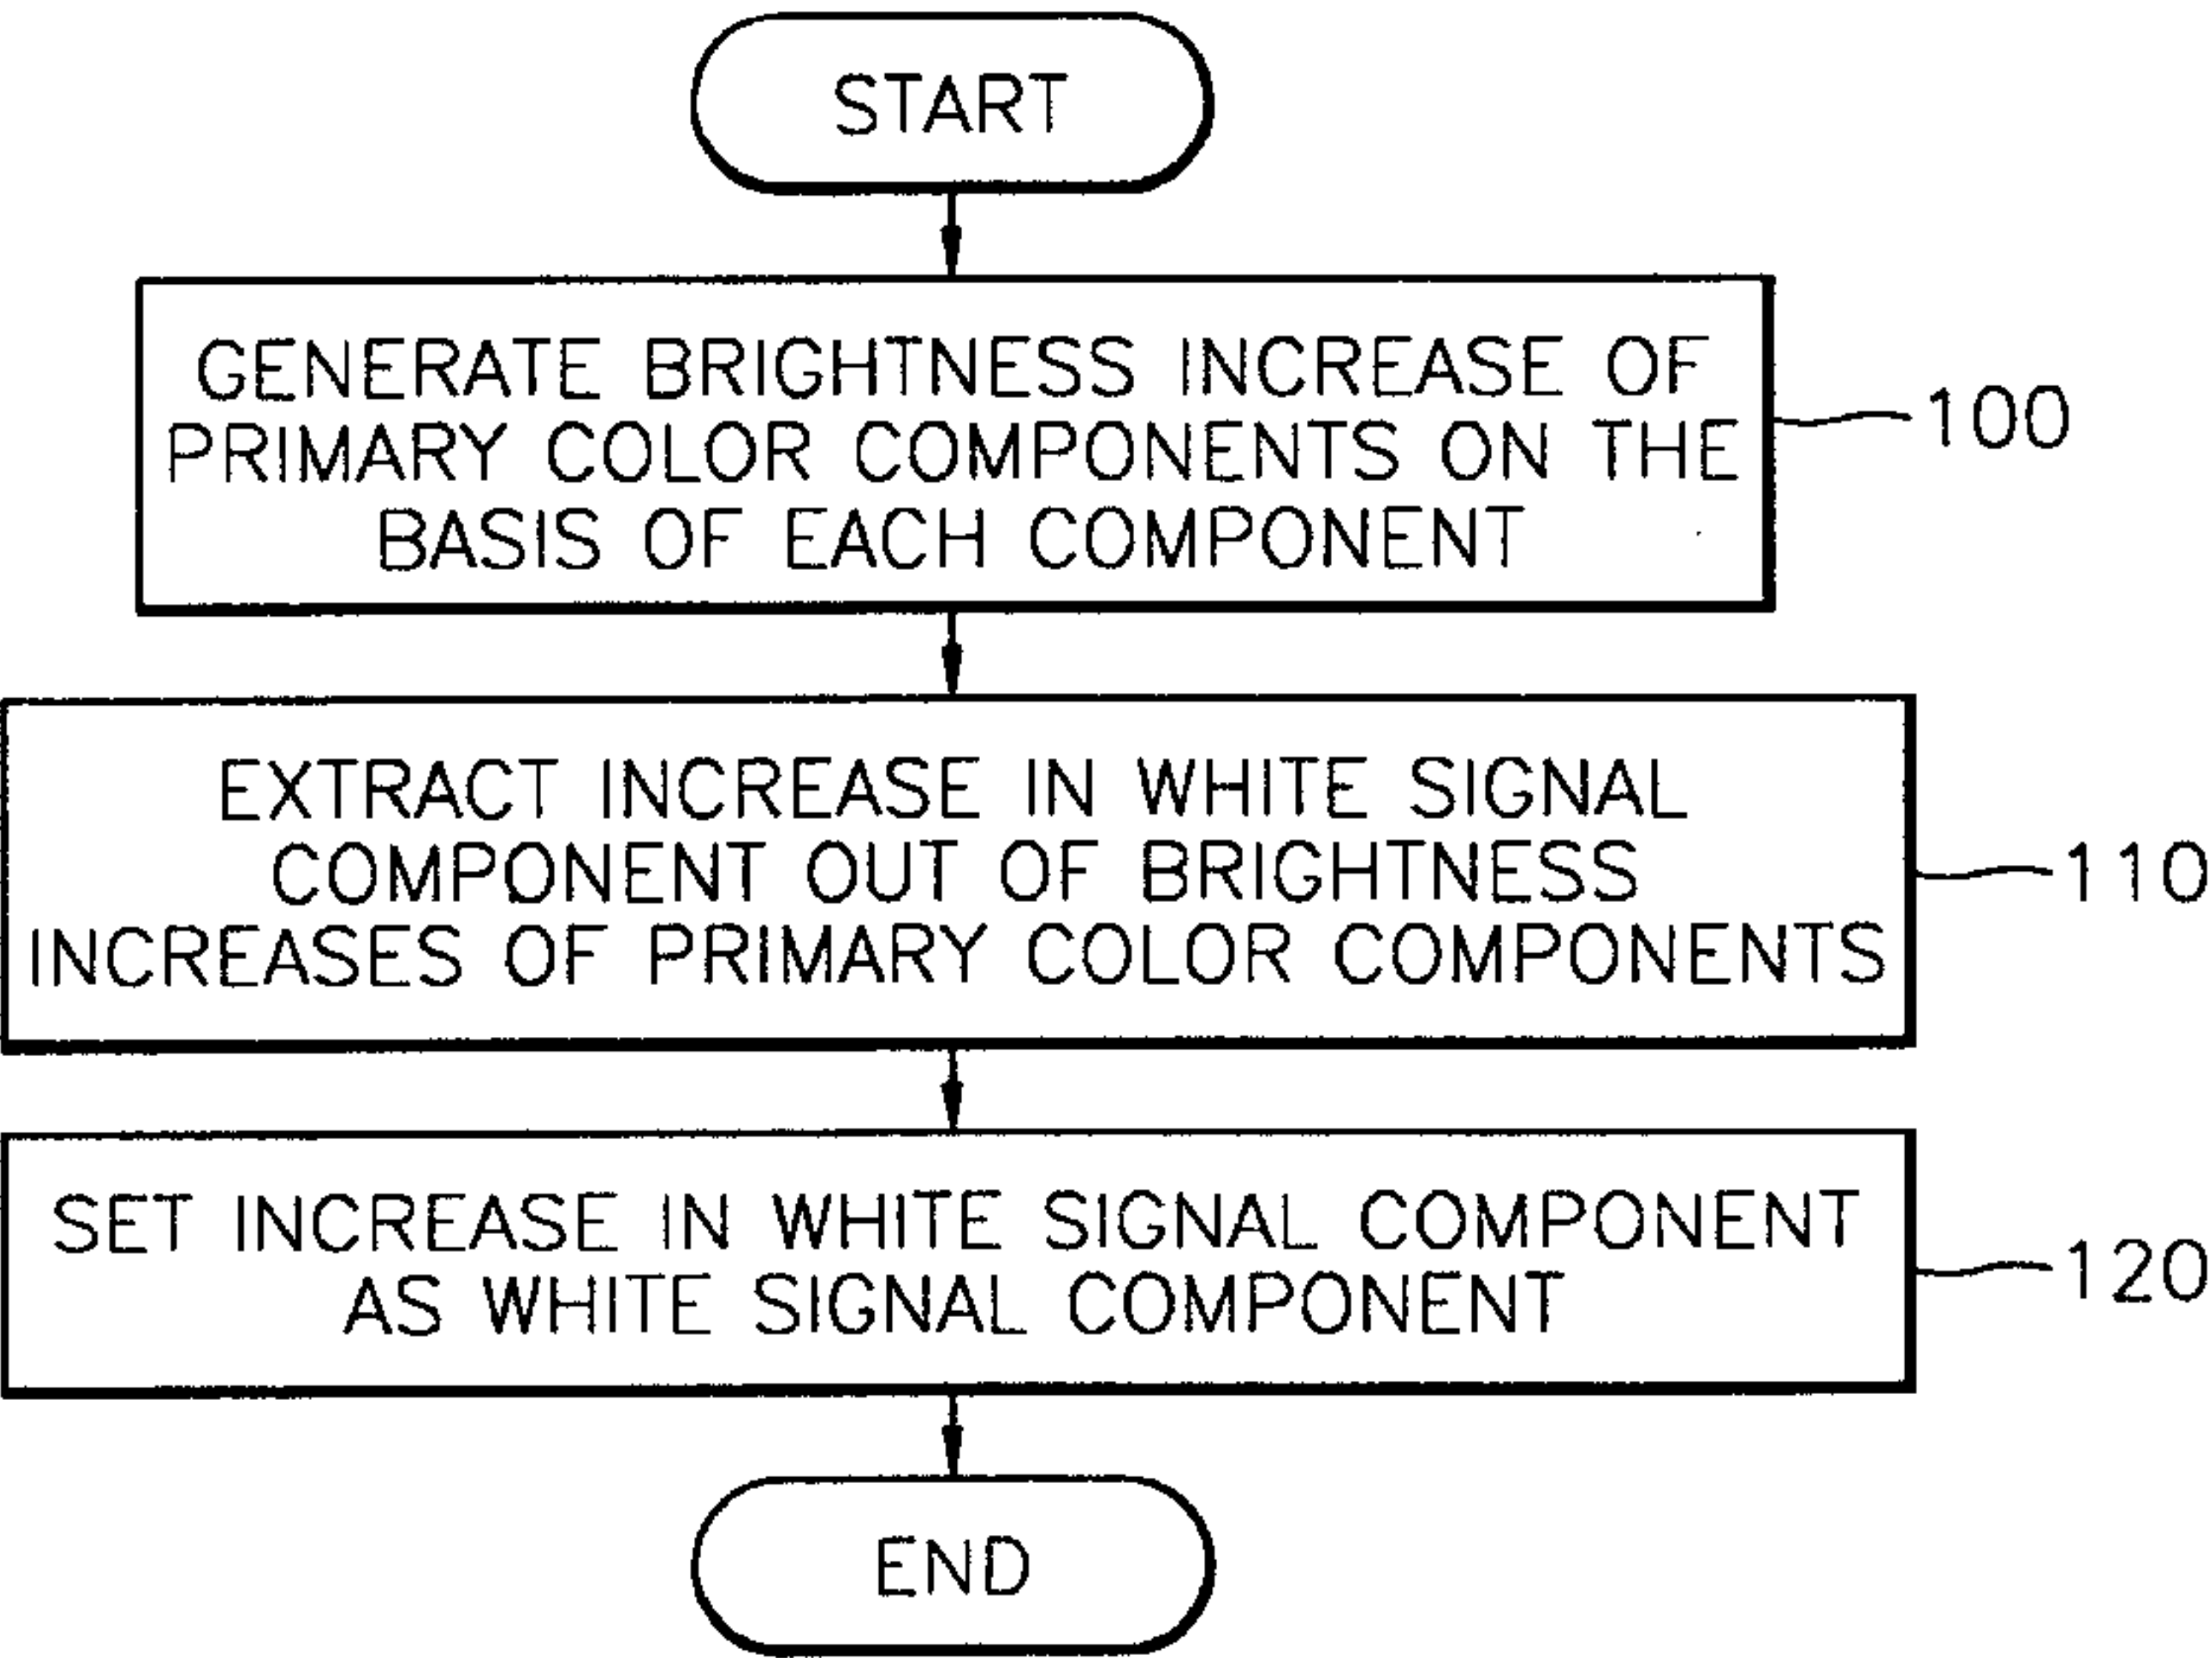 START
GENERATE BRIGHTNESS INCREASE OF
PRIMARY COLOR COMPONENTS ON THE
BASIS OF EACH COMPONENT
100
EXTRACT INCREASE IN WHITE SIGNAL
COMPONENT OUT OF BRIGHTNESS
INCREASES OF PRIMARY COLOR COMPONENTS
110
SET INCREASE IN WHITE SIGNAL COMPONENT
AS WHITE SIGNAL COMPONENT
120
END